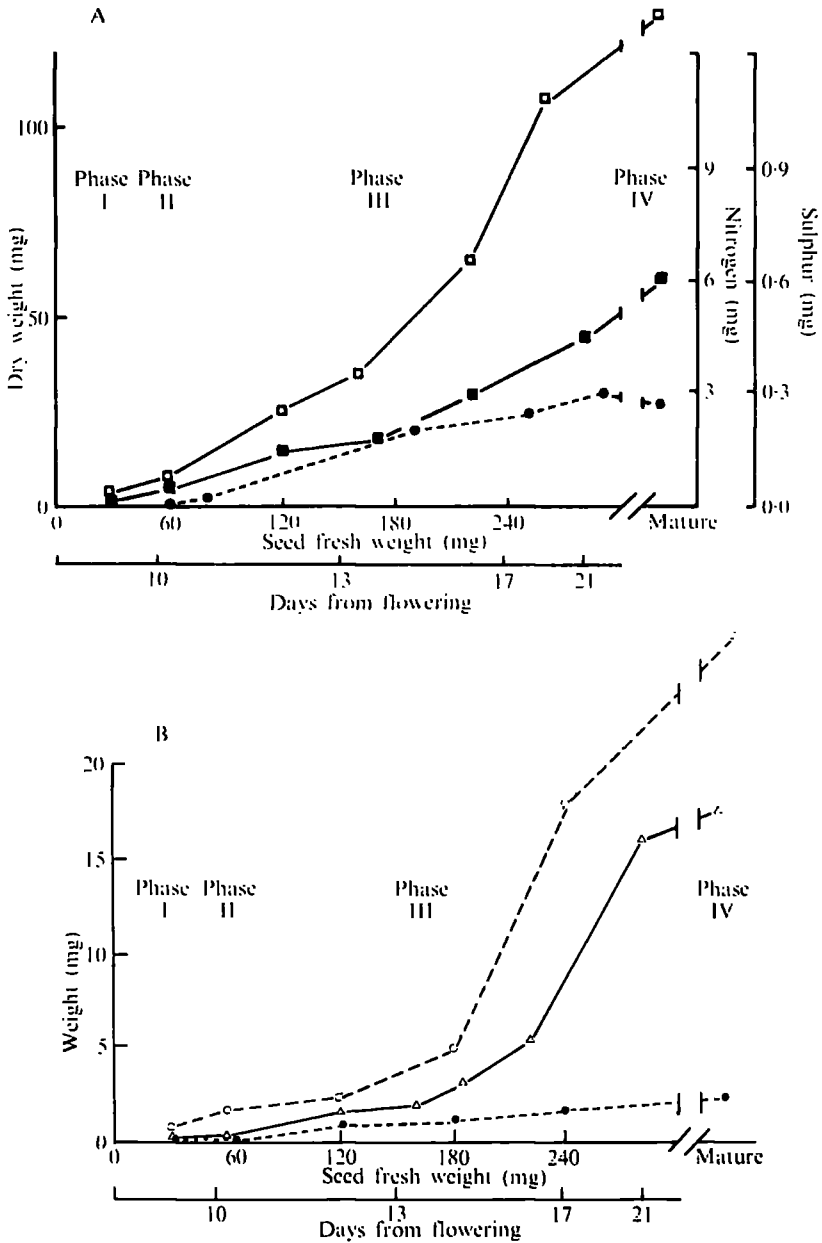 A
100
50
0
Dry weight (mg)
Phase I
Phase II
Phase III
Phase IV
9
6
3
Nitrogen (mg)
0·9
0·6
0·3
0·0
Sulphur (mg)
0
60
120
180
240
Mature
Seed fresh weight (mg)
10
13
17
21
Days from flowering
B
20
15
10
5
0
Weight (mg)
Phase I
Phase II
Phase III
Phase IV
0
60
120
180
240
Mature
Seed fresh weight (mg)
10
13
17
21
Days from flowering